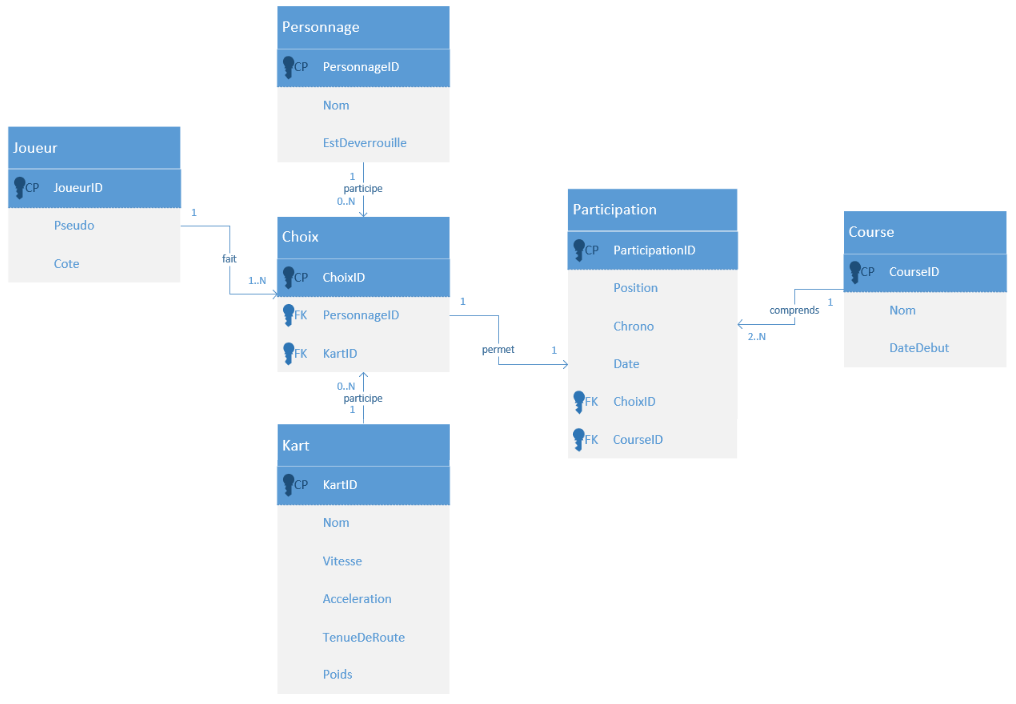 Personnage
CP PersonnageID
Nom
EstDeverrouille
1
participe
0..N
Joueur
CP JoueurID
Pseudo
Cote
1
fait
1..N
Choix
CP ChoixID
FK PersonnageID
FK KartID
1
permet
1
0..N
participe
1
Kart
CP KartID
Nom
Vitesse
Acceleration
TenueDeRoute
Poids
Participation
CP ParticipationID
Position
Chrono
Date
FK ChoixID
FK CourseID
1
comprends
2..N
Course
CP CourseID
Nom
DateDebut